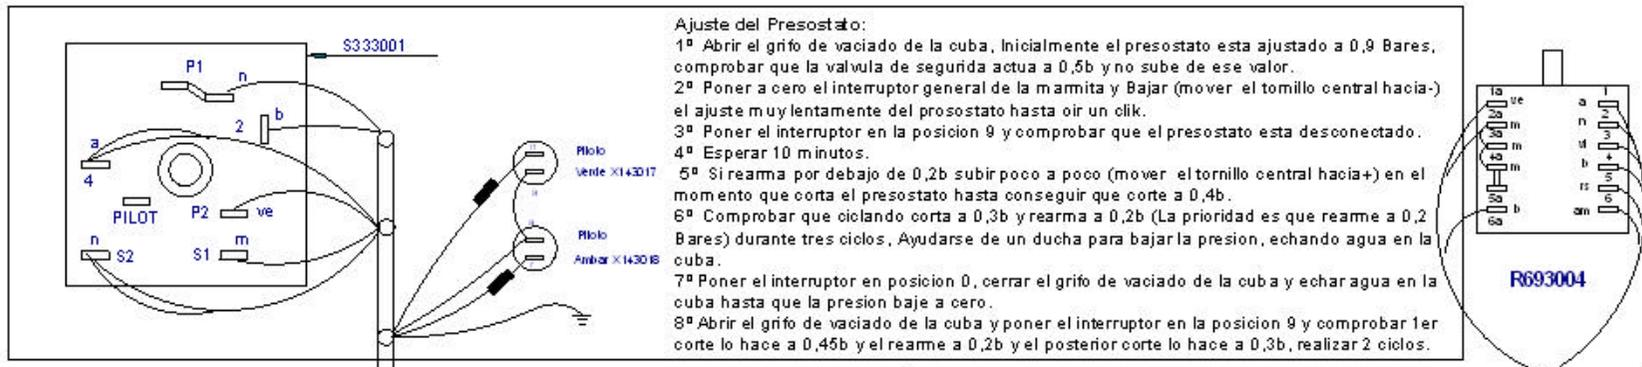 S333001
P1
n
b
2
a
4
PILOT
P2
ve
n
S2
S1
m
Piloto
Verde X143017
Piloto
Ambar X143018
Ajuste del Presostato:
1º Abrir el grifo de vaciado de la cuba, Inicialmente el presostato esta ajustado a 0,9 Bares,
comprobar que la valvula de segurida actua a 0,5b y no sube de ese valor.
2º Poner a cero el interruptor general de la marmita y Bajar (mover el tornillo central hacia-)
el ajuste muy lentamente del prosostato hasta oir un clik.
3º Poner el interruptor en la posicion 9 y comprobar que el presostato esta desconectado.
4º Esperar 10 minutos.
5º Si rearma por debajo de 0,2b subir poco a poco (mover el tornillo central hacia+) en el
momento que corta el presostato hasta conseguir que corte a 0,4b.
6º Comprobar que ciclando corta a 0,3b y rearma a 0,2b (La prioridad es que rearme a 0,2
Bares) durante tres ciclos, Ayudarse de un ducha para bajar la presion, echando agua en la
cuba.
7º Poner el interruptor en posicion 0, cerrar el grifo de vaciado de la cuba y echar agua en la
cuba hasta que la presion baje a cero.
8º Abrir el grifo de vaciado de la cuba y poner el interruptor en la posicion 9 y comprobar 1er
corte lo hace a 0,45b y el rearme a 0,2b y el posterior corte lo hace a 0,3b, realizar 2 ciclos.
1a
ve
2a
m
3a
m
4a
m
5a
b
6a
1
a
2
n
3
vl
4
b
5
rs
6
am
R693004